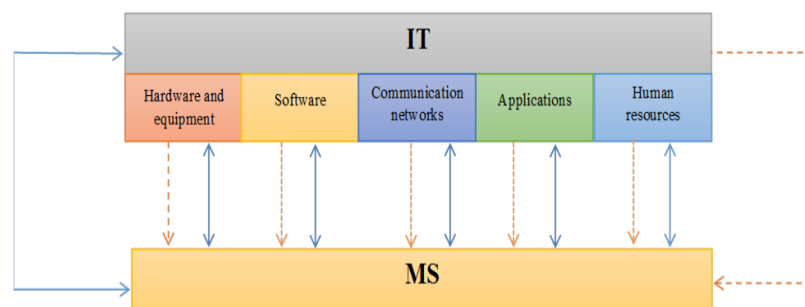 IT
Hardware and
equipment
Software
Communication
networks
Applications
Human
resources
MS